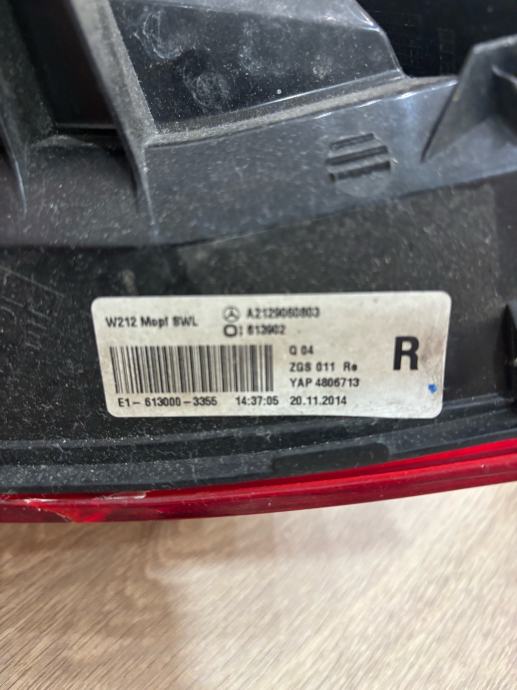 W212 Mopf SWL
A2129060803
613902
Q 04
ZGS 011 Re
YAP 4806713
R
E1-613000-3355 14:37:05 20.11.2014